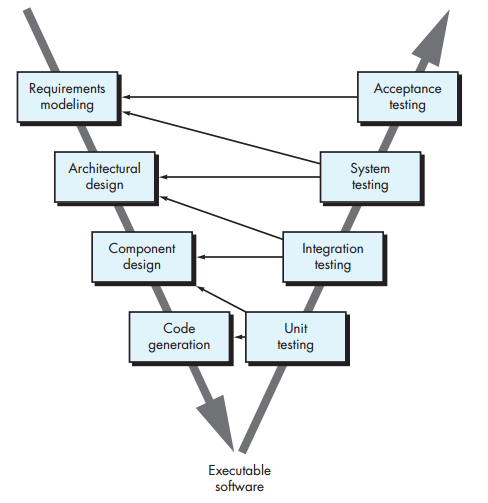 Requirements
modeling
Acceptance
testing
Architectural
design
System
testing
Component
design
Integration
testing
Code
generation
Unit
testing
Executable
software